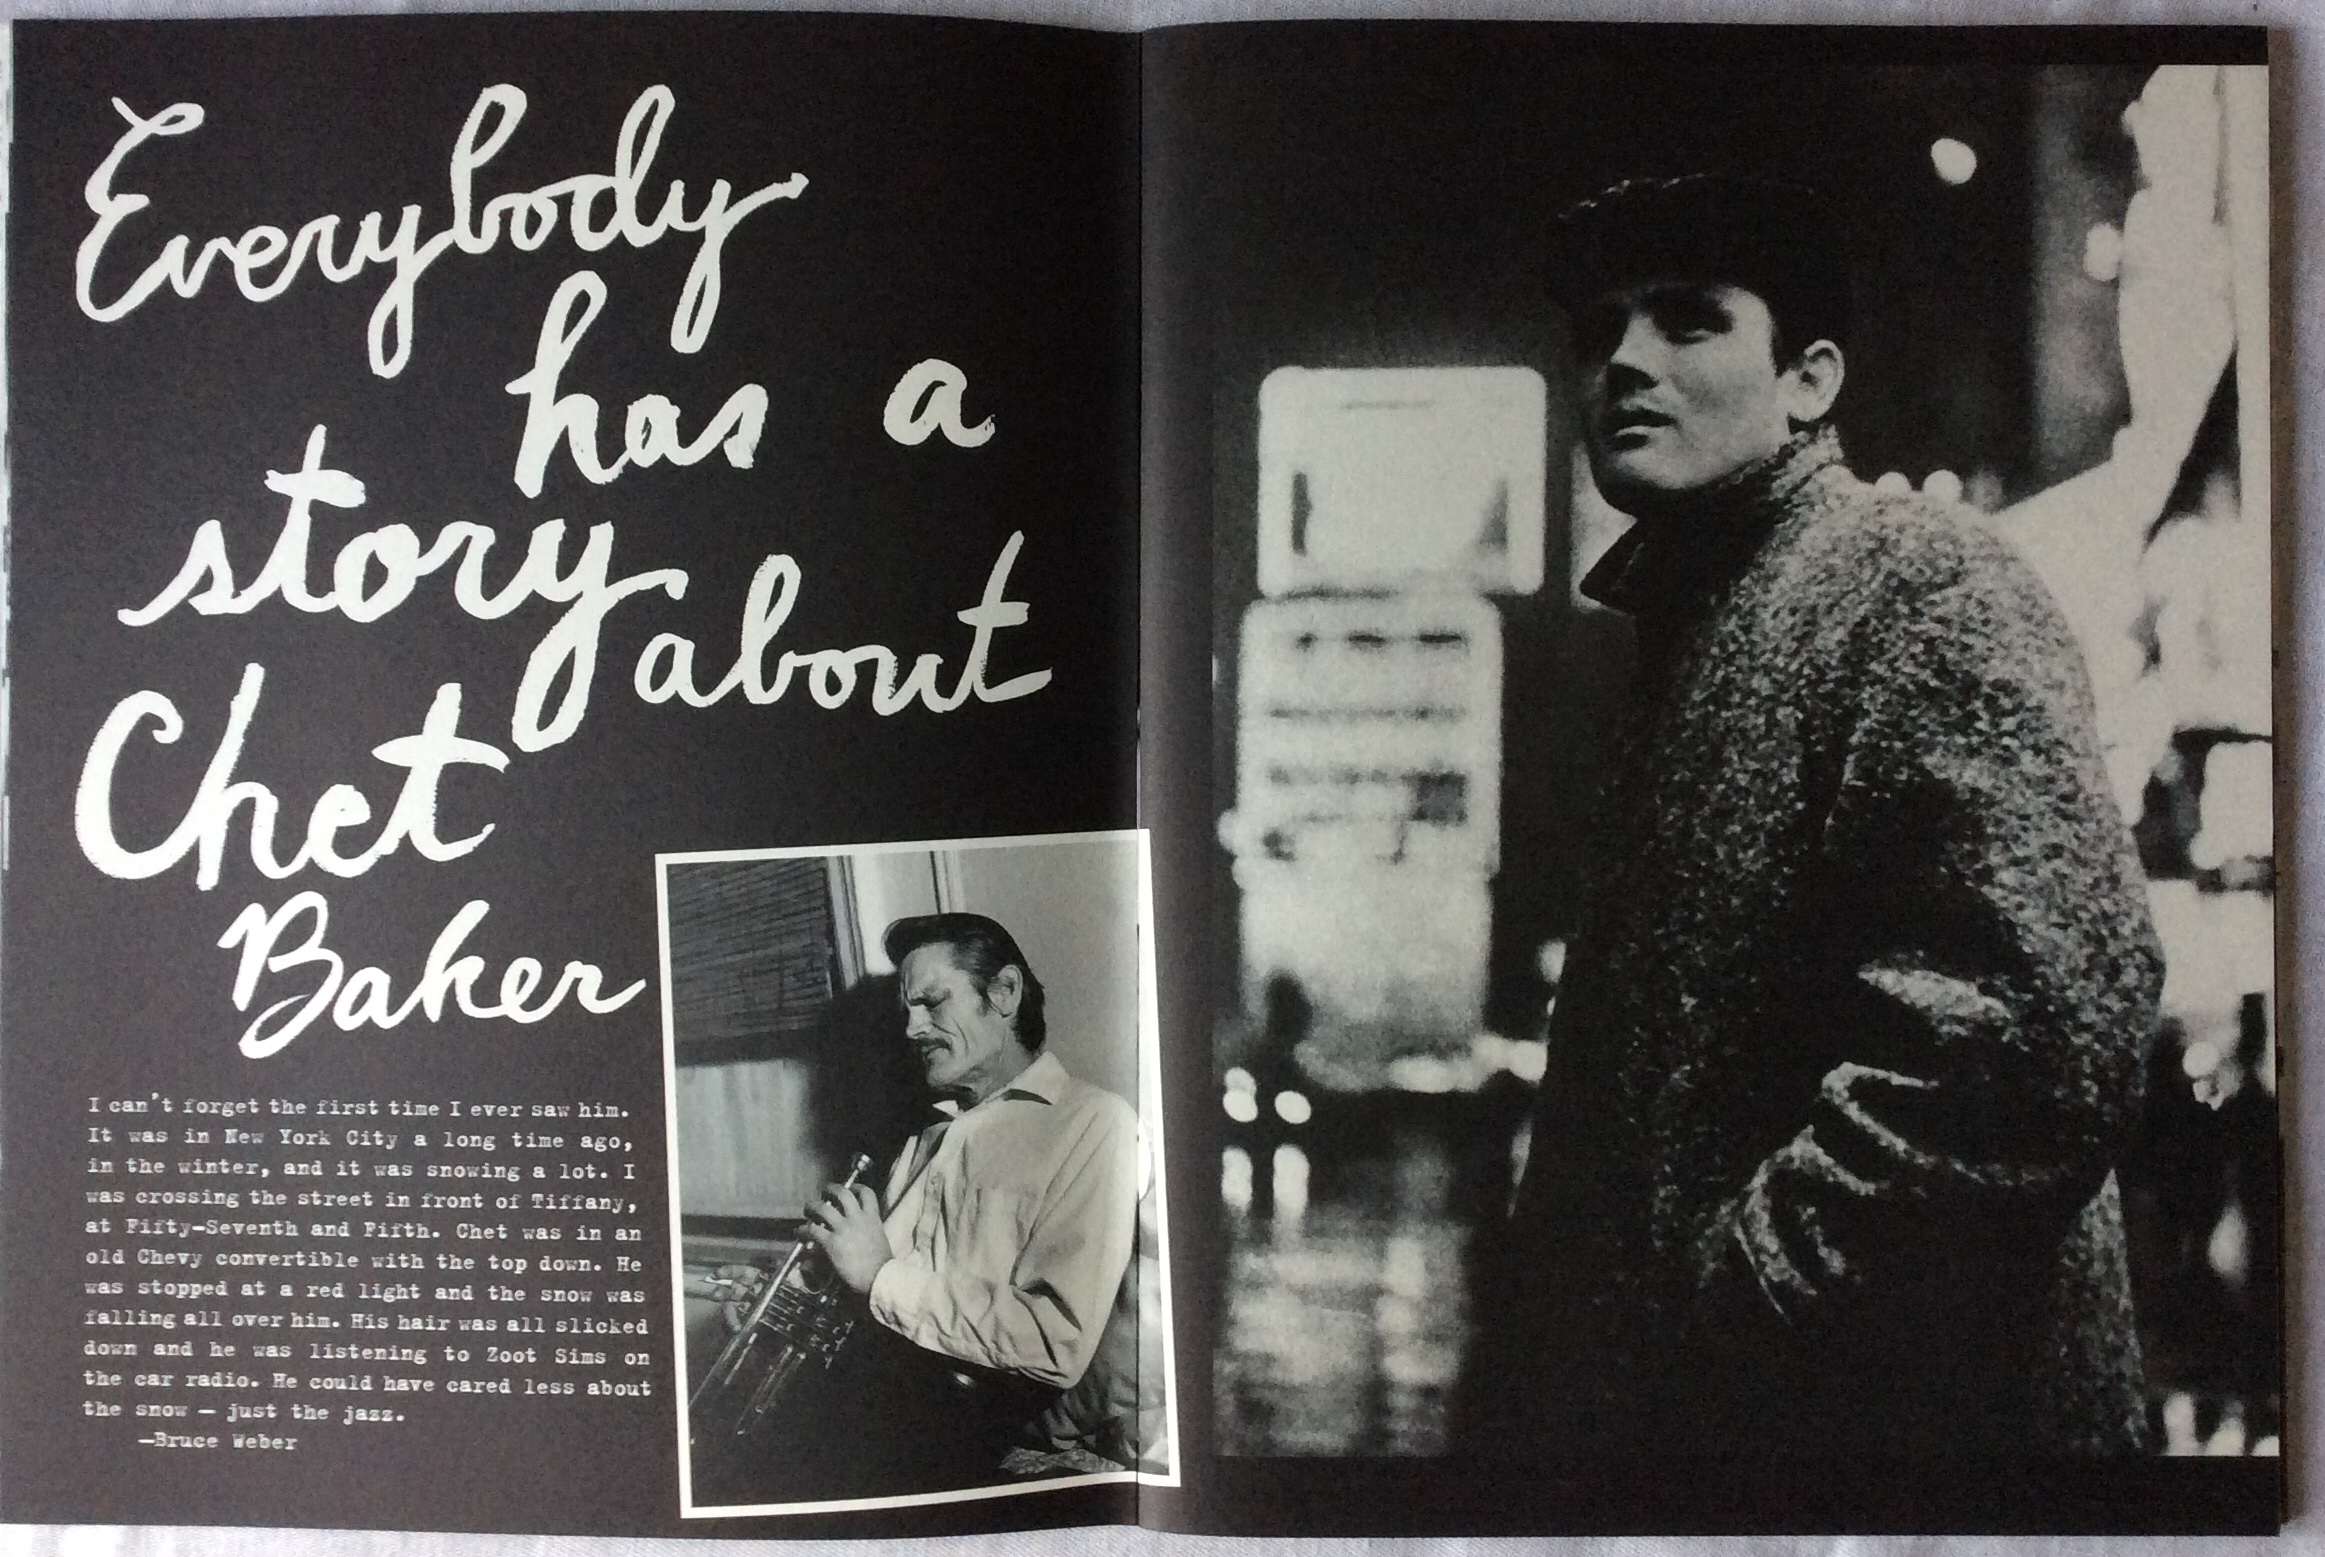 Everybody
has a
story about
Chet
Baker
I can't forget the first time I ever saw him.
It was in New York City a long time ago,
in the winter, and it was snowing a lot. I
was crossing the street in front of Tiffany,
at Fifty-Seventh and Fifth. Chet was in an
old Chevy convertible with the top down. He
was stopped at a red light and the snow was
falling all over him. His hair was all slicked
down and he was listening to Zoot Sims on
the car radio. He could have cared less about
the snow — just the jazz.
—Bruce Weber